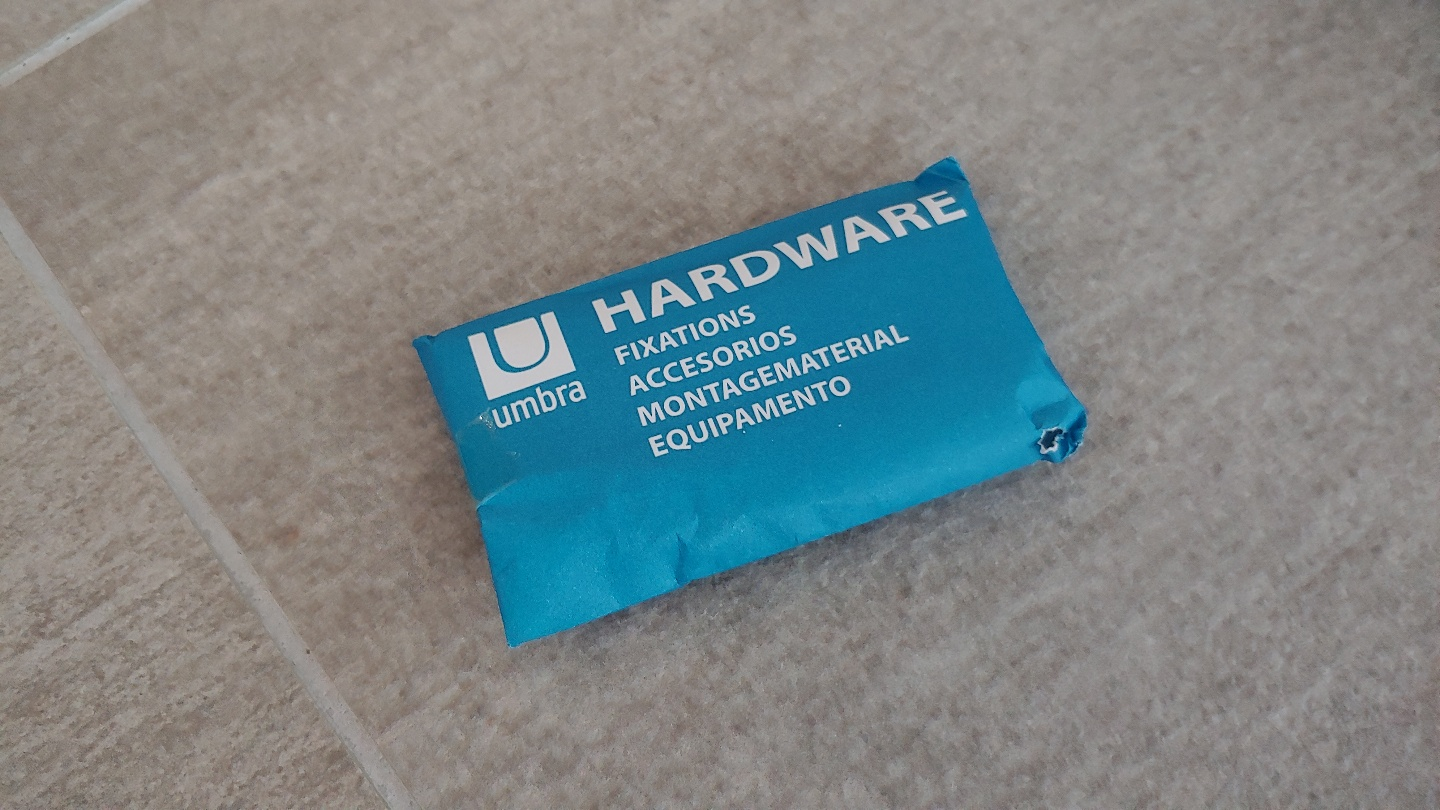 umbra
HARDWARE
FIXATIONS
ACCESORIOS
MONTAGEMATERIAL
EQUIPAMENTO